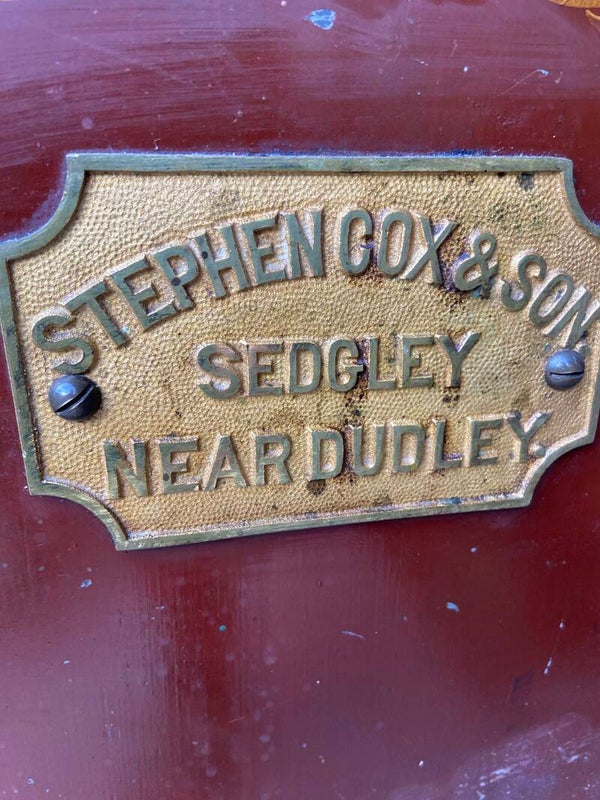 STEPHEN COX & SON
SEDGLEY
NEAR DUDLEY.